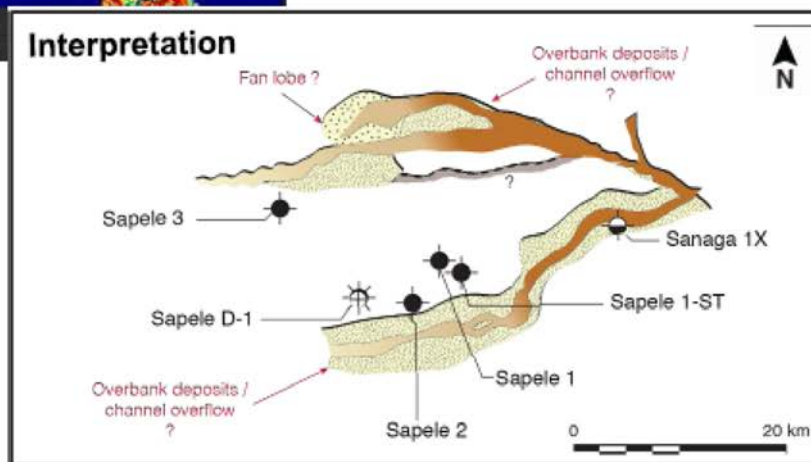 Interpretation
Overbank deposits /
channel overflow
?
N
Fan lobe ?
?
Sapele 3
Sanaga 1X
Sapele D-1
Sapele 1-ST
Sapele 1
Overbank deposits /
channel overflow
?
Sapele 2
0 20 km